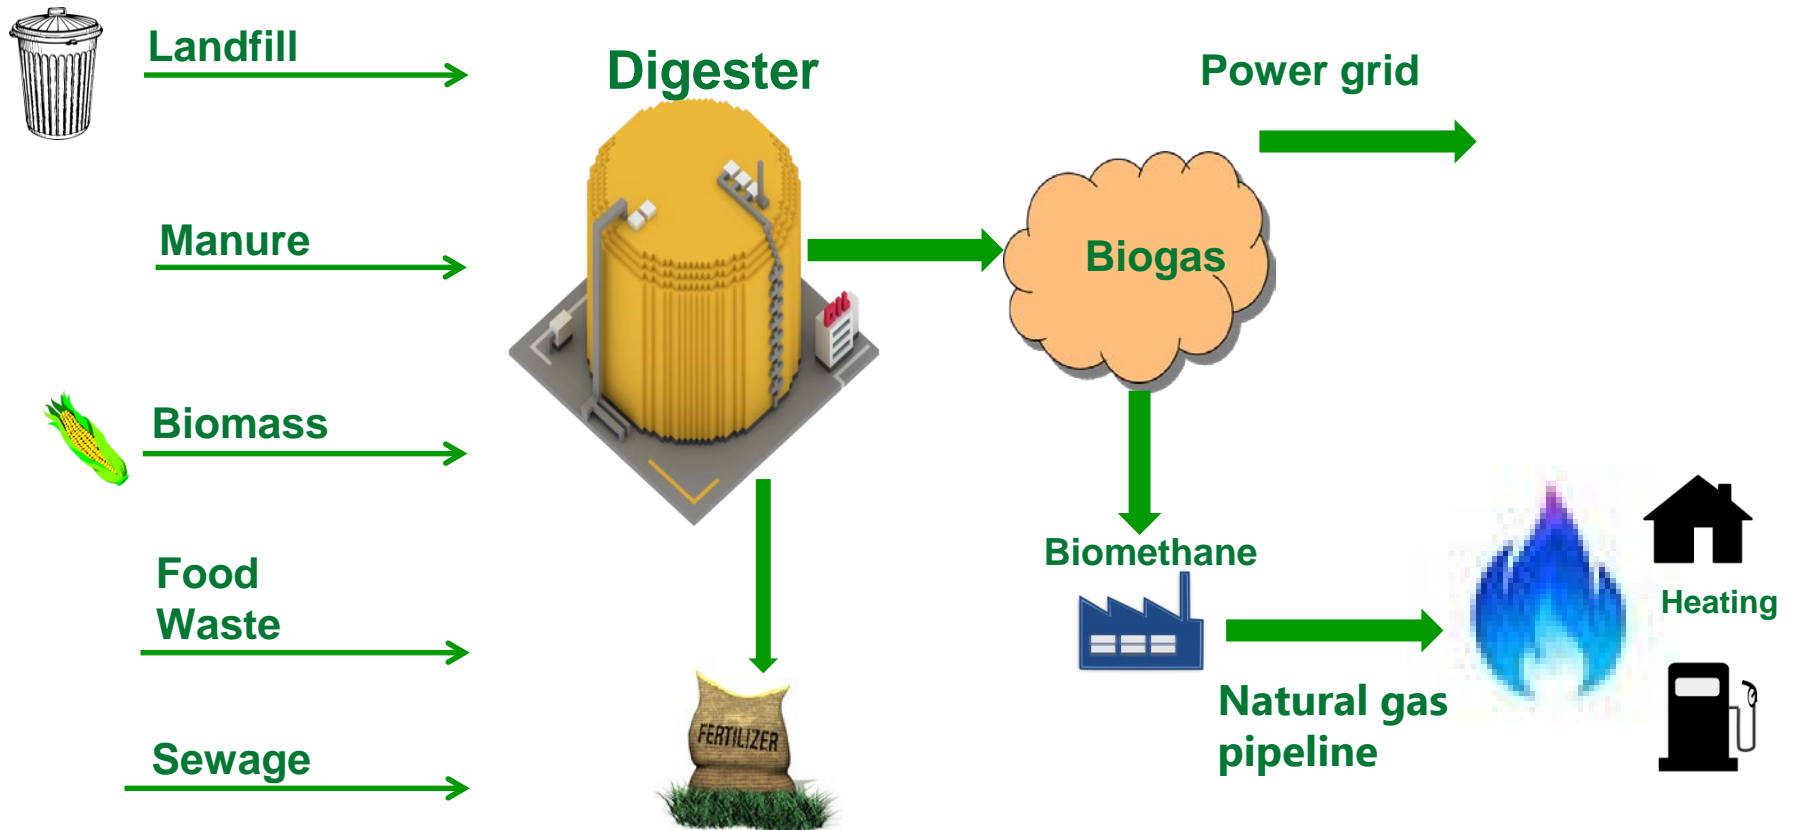 Landfill
Digester
Power grid
Manure
Biogas
Biomass
Biomethane
Food
Waste
Heating
Natural gas
pipeline
FERTILIZER
Sewage